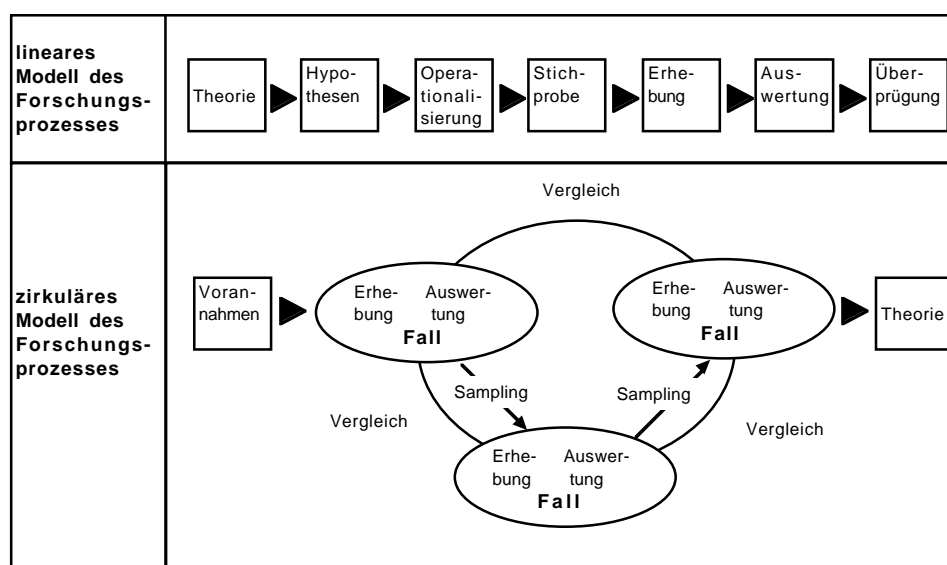 lineares
Modell des
Forschungs-
prozesses
Theorie
Hypo-
thesen
Opera-
tionali-
sierung
Stich-
probe
Erhe-
bung
Aus-
wertung
Über-
prügung
zirkuläres
Modell des
Forschungs-
prozesses
Voran-
nahmen
Vergleich
Erhe- Auswer-
bung tung
Fall
Erhe- Auswer-
bung tung
Fall
Theorie
Sampling
Sampling
Vergleich
Vergleich
Erhe- Auswer-
bung tung
Fall